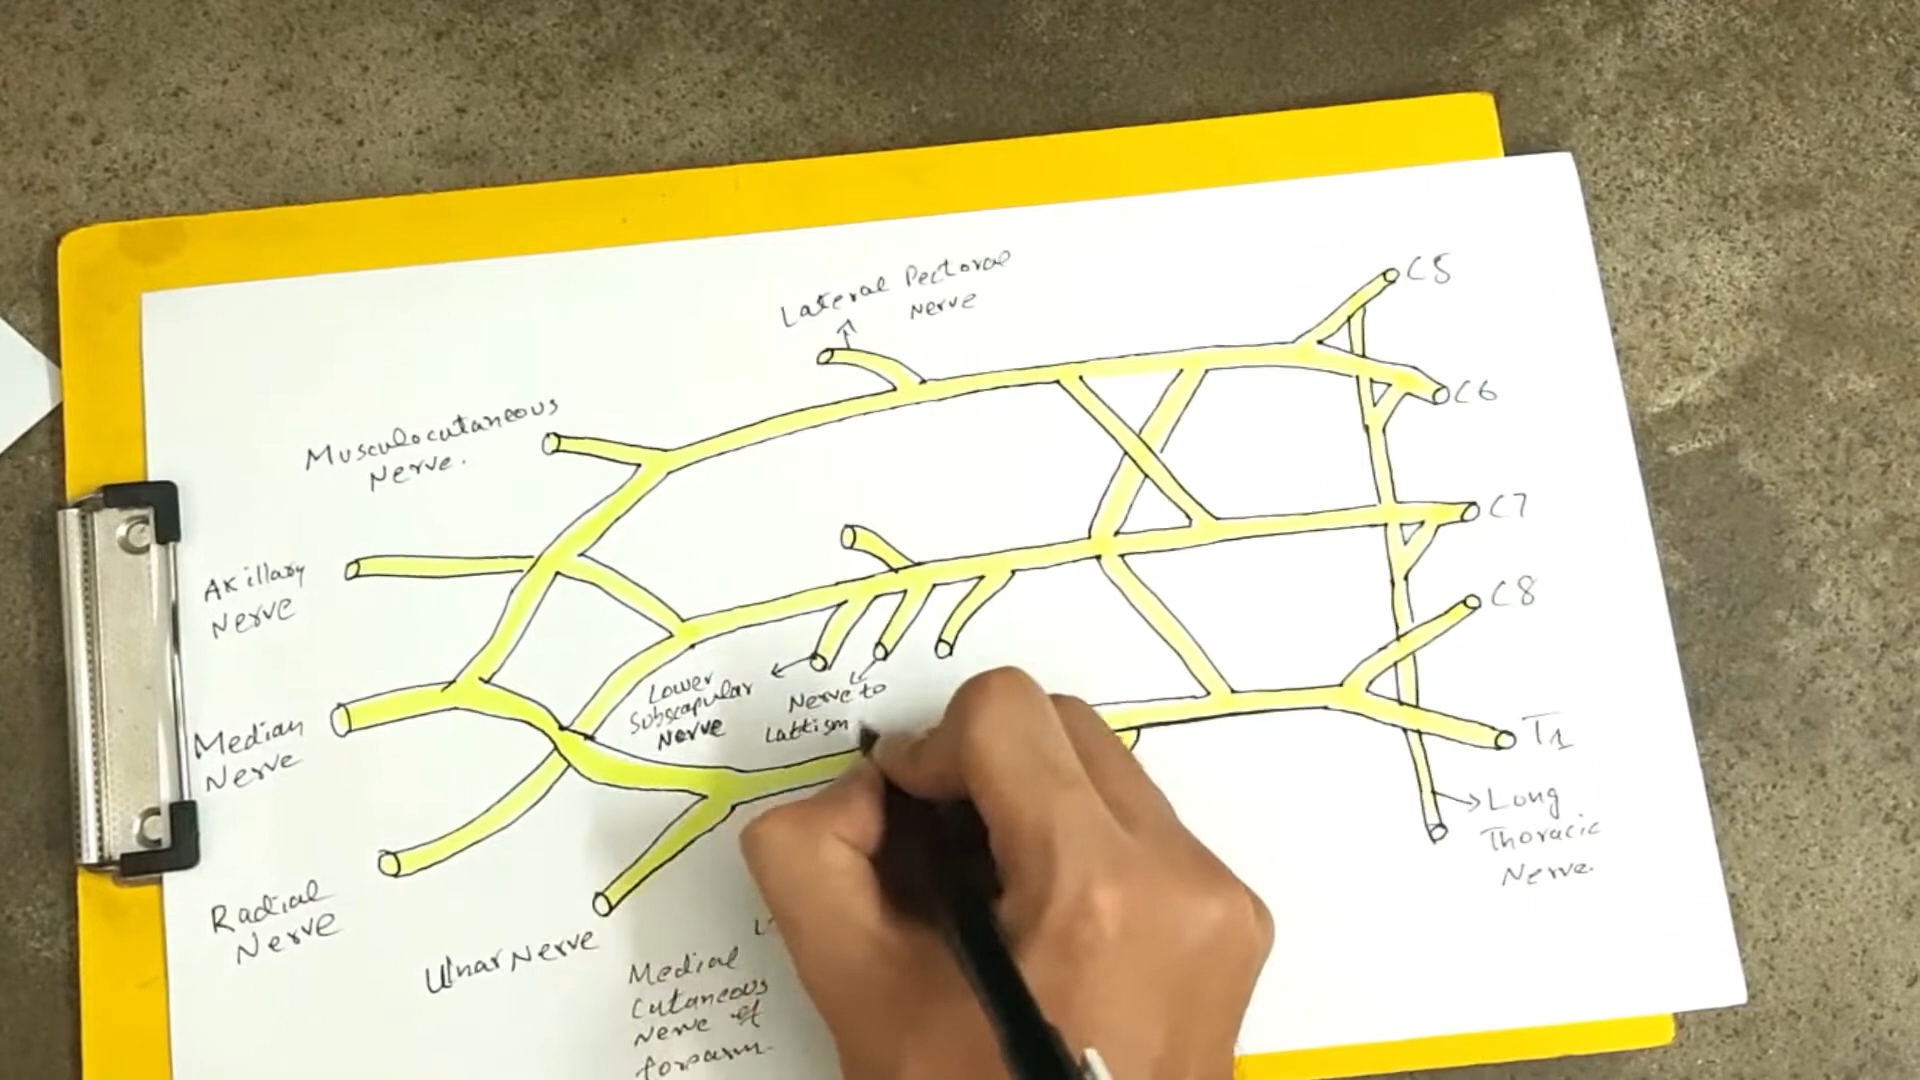 Lateral Pectoral
Nerve
C5
C6
C7
C8
T1
Long
Thoracic
Nerve
Musculocutaneous
Nerve.
Axillary
Nerve
Median
Nerve
Radial
Nerve
Ulnar Nerve
Lower
Subscapular
Nerve
Nerve to
Lattism
Medial
Cutaneous
Nerve of
forearm.